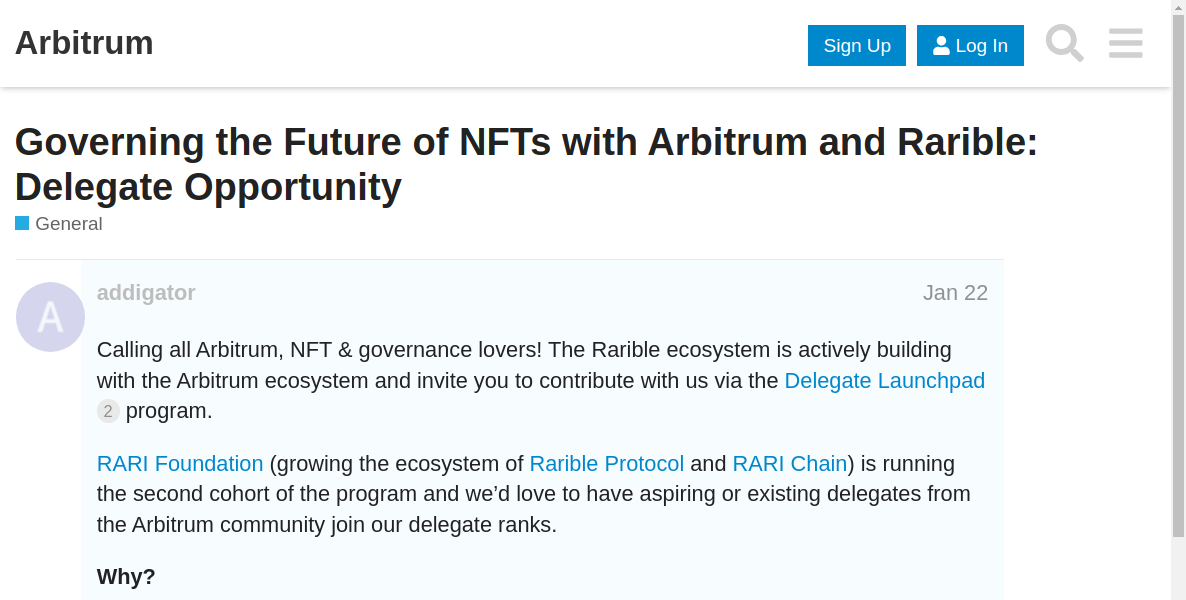 Arbitrum
Sign Up
Log In
Governing the Future of NFTs with Arbitrum and Rarible:
Delegate Opportunity
General
A
addigator
Jan 22
Calling all Arbitrum, NFT & governance lovers! The Rarible ecosystem is actively building
with the Arbitrum ecosystem and invite you to contribute with us via the Delegate Launchpad
2 program.
RARI Foundation (growing the ecosystem of Rarible Protocol and RARI Chain) is running
the second cohort of the program and we’d love to have aspiring or existing delegates from
the Arbitrum community join our delegate ranks.
Why?